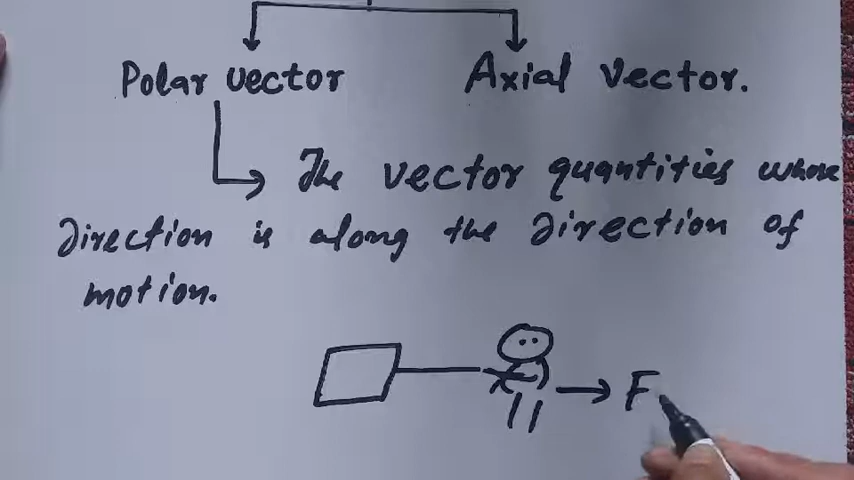 Polar vector Axial vector.
The vector quantities whose
direction is along the direction of
motion.
F